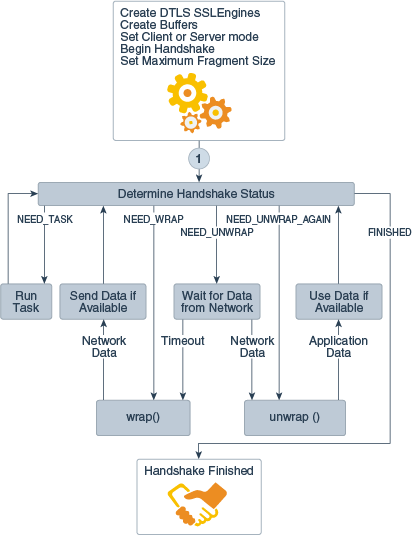 Create DTLS SSLEngines
Create Buffers
Set Client or Server mode
Begin Handshake
Set Maximum Fragment Size
1
Determine Handshake Status
NEED_TASK
NEED_WRAP
NEED_UNWRAP
NEED_UNWRAP_AGAIN
FINISHED
Run
Task
Send Data if
Available
Wait for Data
from Network
Use Data if
Available
Network
Data
Timeout
Network
Data
Application
Data
wrap()
unwrap ()
Handshake Finished